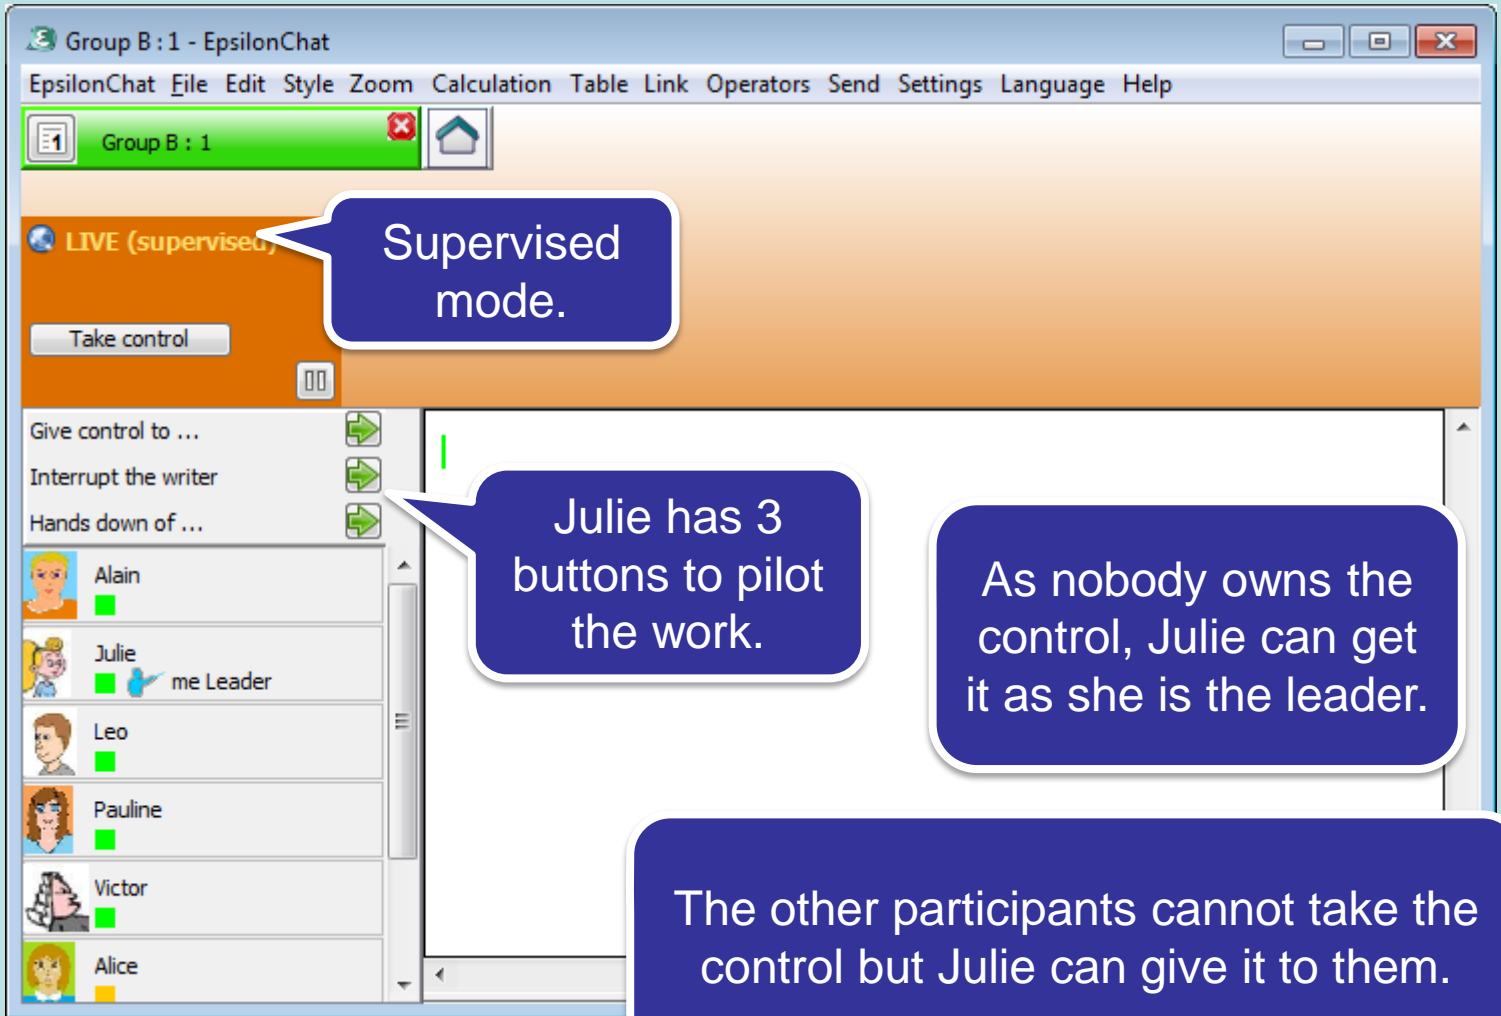 Group B : 1 - EpsilonChat
EpsilonChat File Edit Style Zoom Calculation Table Link Operators Send Settings Language Help
1 Group B : 1
LIVE (supervised)
Supervised
mode.
Take control
Give control to ...
Interrupt the writer
Hands down of ...
Julie has 3
buttons to pilot
the work.
As nobody owns the
control, Julie can get
it as she is the leader.
Alain
Julie
me Leader
Leo
Pauline
Victor
Alice
The other participants cannot take the
control but Julie can give it to them.